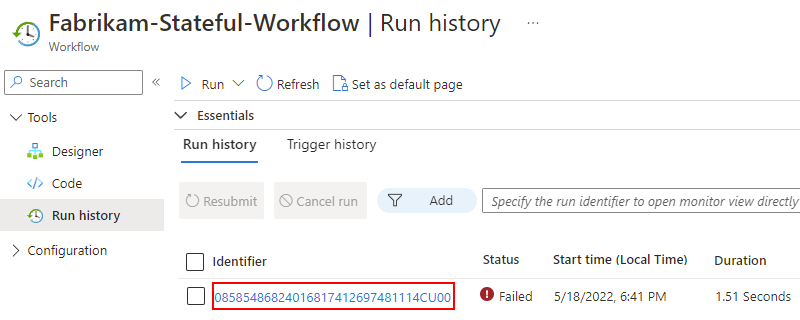 Fabrikam-Stateful-Workflow | Run history ...
Workflow
Search
«
Run
Refresh
Set as default page
Essentials
Tools
Designer
Code
Run history
Configuration
Run history
Trigger history
Resubmit
Cancel run
Add
Specify the run identifier to open monitor view directly
Identifier
Status
Start time (Local Time)
Duration
08585486824016817412697481114CU00
Failed
5/18/2022, 6:41 PM
1.51 Seconds